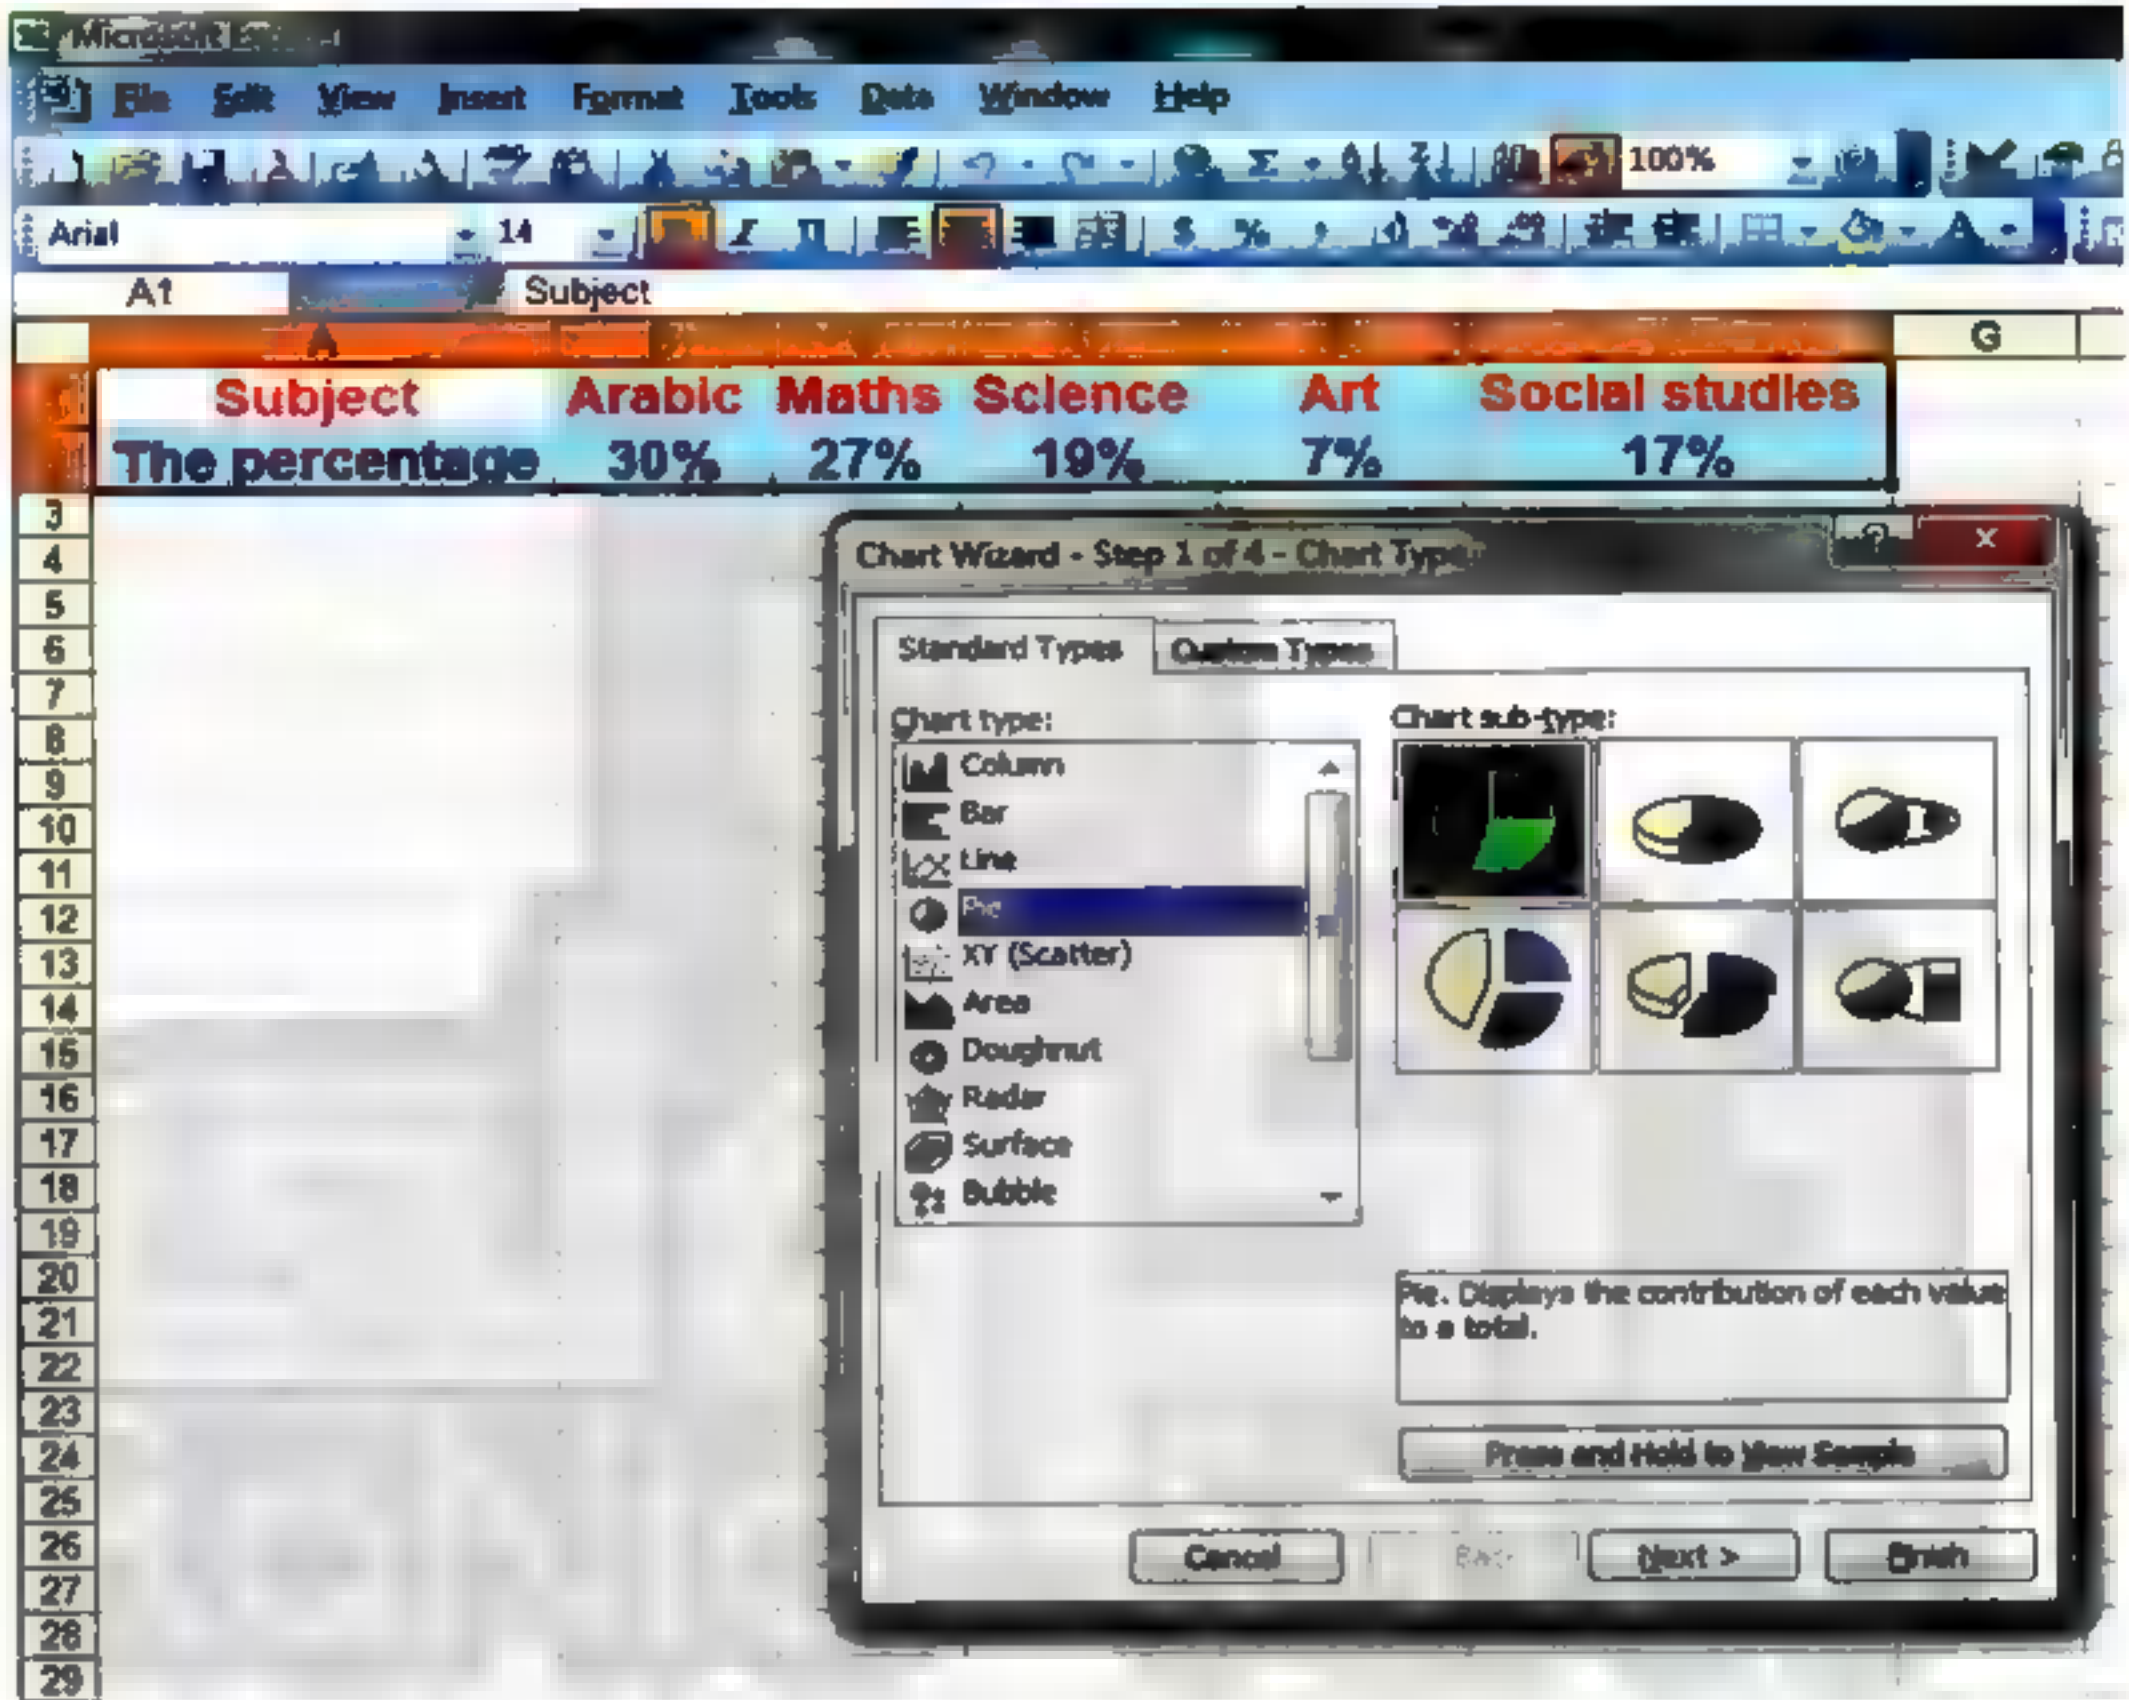 Microsoft
File Edit View Insert Format Tools Data Window Help
100%
Arial 14
A1 Subject
A G
Subject Arabic Maths Science Art Social studies
The percentage 30% 27% 19% 7% 17%
3
4
5
6
7
8
9
10
11
12
13
14
15
16
17
18
19
20
21
22
23
24
25
26
27
28
29
Chart Wizard - Step 1 of 4 - Chart Type
Standard Types Custom Types
Chart type:
Column
Bar
Line
Pie
XY (Scatter)
Area
Doughnut
Radar
Surface
Bubble
Chart sub-type:
Pie. Displays the contribution of each value
to a total.
Press and Hold to View Sample
Cancel Back Next > Finish